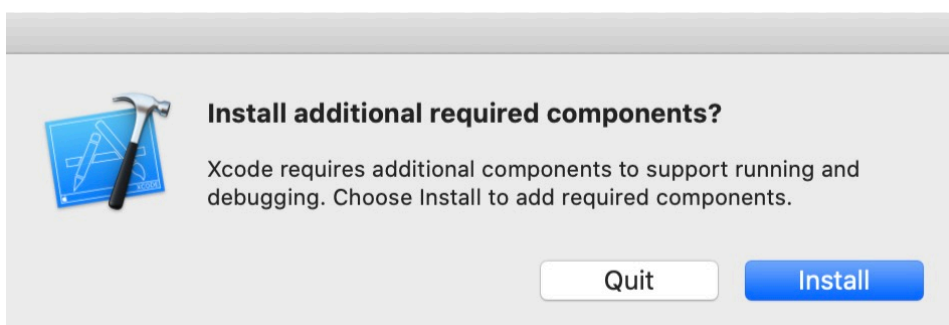 Install additional required components?
Xcode requires additional components to support running and
debugging. Choose Install to add required components.
Quit
Install
XCODE